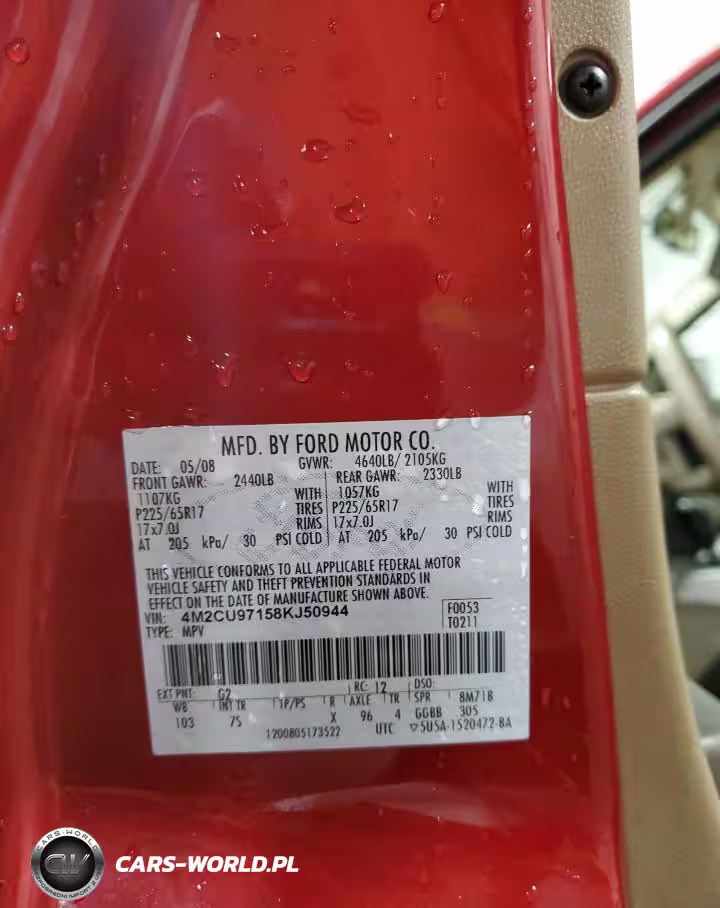 MFD. BY FORD MOTOR CO.
DATE: 05/08 GVWR: 4640LB/ 2105KG
FRONT GAWR: 2440LB REAR GAWR: 2330LB
1107KG WITH 1057KG WITH
P225/65R17 TIRES P225/65R17 TIRES
17x7.0J RIMS 17x7.0J RIMS
AT 205 kPa/ 30 PSI COLD AT 205 kPa/ 30 PSI COLD
THIS VEHICLE CONFORMS TO ALL APPLICABLE FEDERAL MOTOR
VEHICLE SAFETY AND THEFT PREVENTION STANDARDS IN
EFFECT ON THE DATE OF MANUFACTURE SHOWN ABOVE.
VIN: 4M2CU97158KJ50944 F0053
TYPE: MPV T0211
EXT PNT: G2 RC: 12 DSO:
WB INT TR TP/PS R AXLE TR SPR 8M71B
103 75 X 96 4 GGBB 305
1200805173522 UTC ▽5U5A-1520472-BA
CARS-WORLD
CW
CARS-WORLD.PL